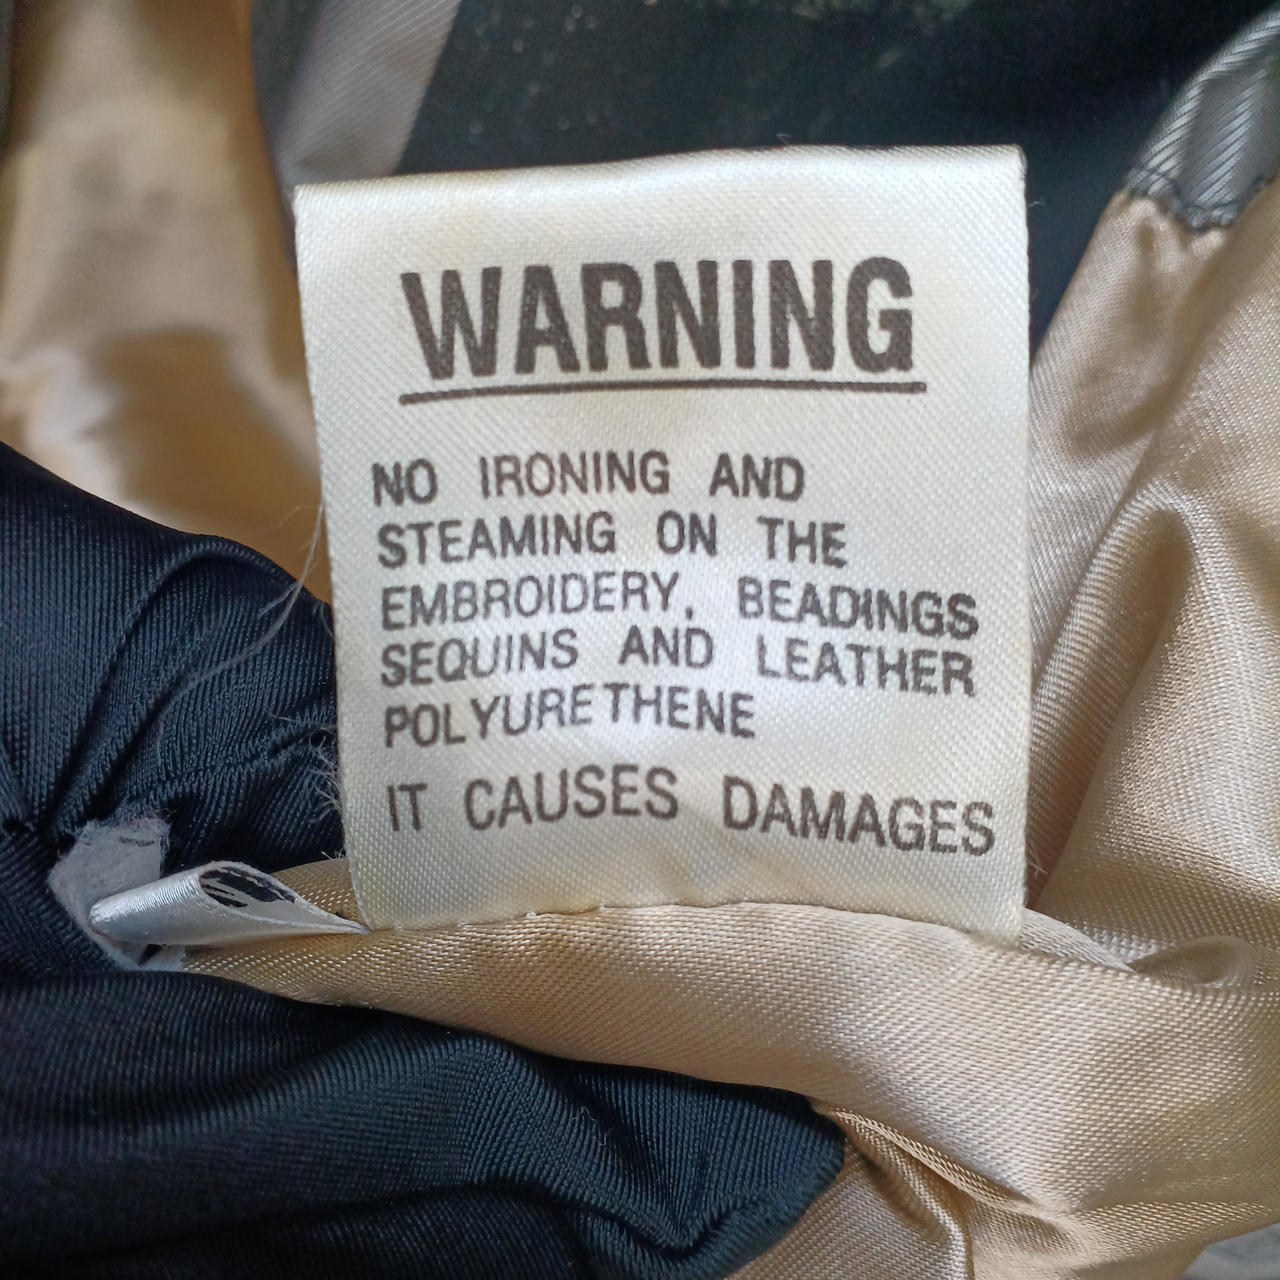 WARNING
NO IRONING AND
STEAMING ON THE
EMBROIDERY, BEADINGS
SEQUINS AND LEATHER
POLYURETHENE
IT CAUSES DAMAGES